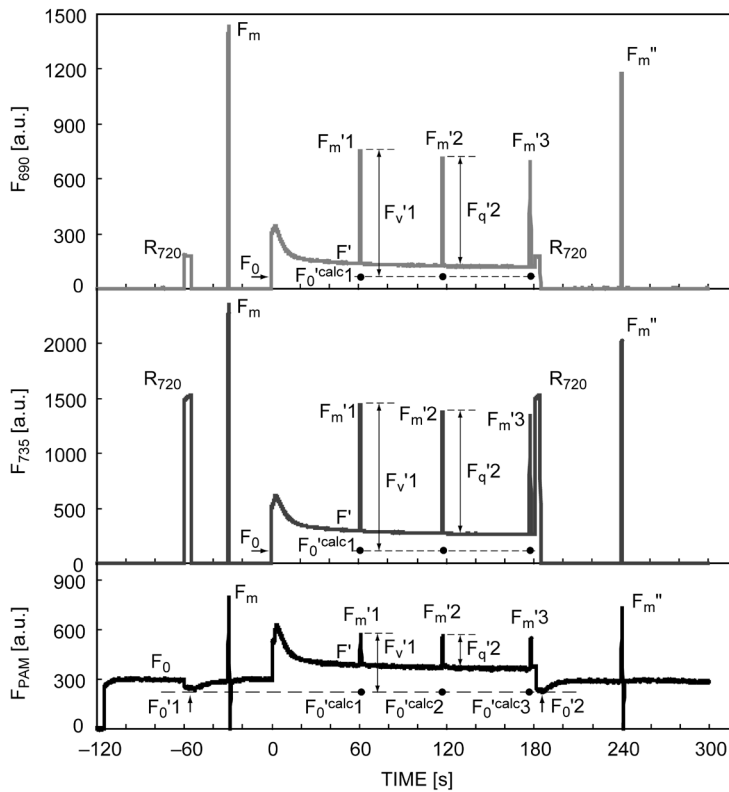 1500
1200
900
600
300
0
F690 [a.u.]
Fm
Fm"
Fm'1
Fm'2
Fm'3
Fv'1
Fq'2
R720
F0
F'
F0'calc1
R720
2000
1500
1000
500
0
F735 [a.u.]
Fm
Fm"
R720
R720
Fm'1
Fm'2
Fm'3
Fv'1
Fq'2
F0
F'
F0'calc1
900
600
300
0
FPAM [a.u.]
Fm
Fm'1
Fm'2
Fm'3
Fm"
F0
F'
Fv'1
Fq'2
F0'1
F0'calc1
F0'calc2
F0'calc3
F0'2
–120
–60
0
60
120
180
240
300
TIME [s]